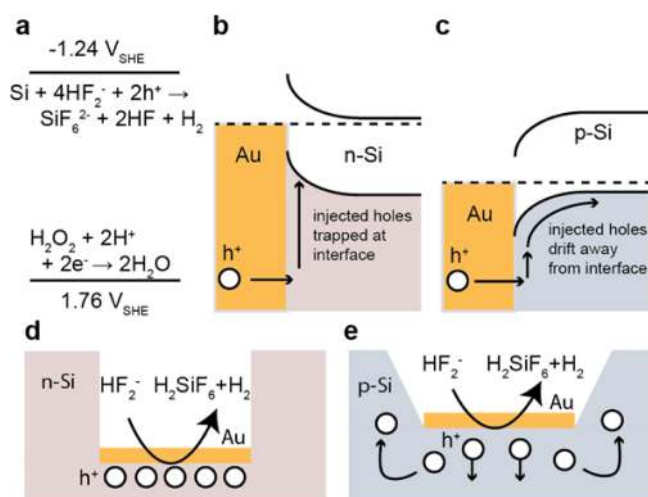 a
-1.24 V_SHE
Si + 4HF₂⁻ + 2h⁺ →
SiF₆²⁻ + 2HF + H₂
H₂O₂ + 2H⁺
+ 2e⁻→ 2H₂O
1.76 V_SHE
b
Au
n-Si
injected holes
trapped at
interface
h⁺
c
p-Si
Au
injected holes
drift away
from interface
h⁺
d
n-Si
HF₂⁻ H₂SiF₆+H₂
Au
h⁺
e
p-Si
HF₂⁻ H₂SiF₆+H₂
Au
h⁺